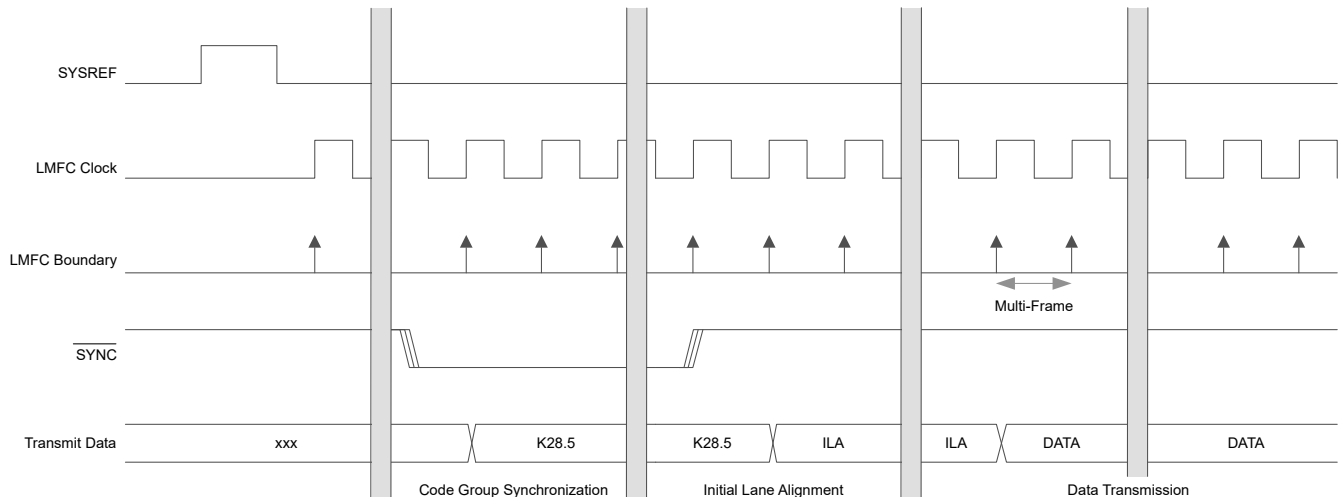 SYSREF
LMFC Clock
LMFC Boundary
Multi-Frame
SYNC
Transmit Data
xxx
K28.5
K28.5
ILA
ILA
DATA
DATA
Code Group Synchronization
Initial Lane Alignment
Data Transmission